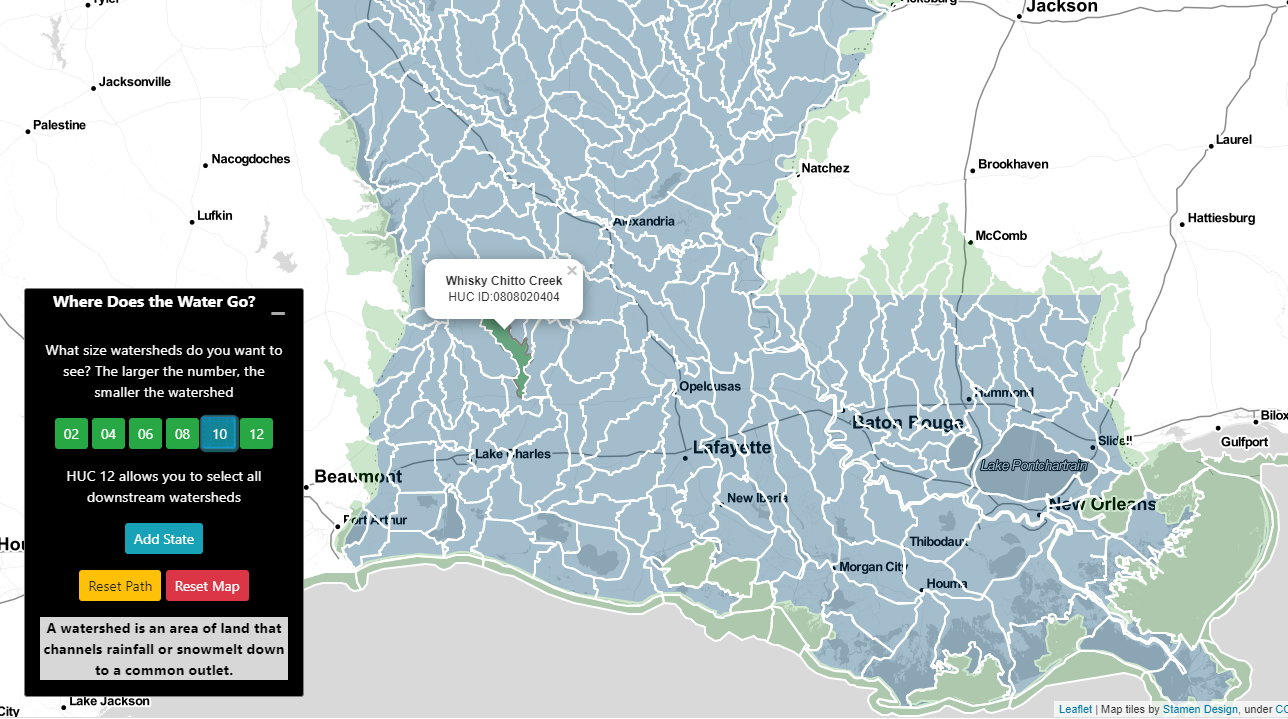 Tyler
Vicksburg
Jackson
Jacksonville
Palestine
Laurel
Nacogdoches
Natchez
Brookhaven
Lufkin
Alexandria
Hattiesburg
McComb
×
Whisky Chitto Creek
HUC ID:0808020404
Where Does the Water Go?
What size watersheds do you want to
see? The larger the number, the
smaller the watershed
02 04 06 08 10 12
HUC 12 allows you to select all
downstream watersheds
Add State
Reset Path Reset Map
A watershed is an area of land that
channels rainfall or snowmelt down
to a common outlet.
Opelousas
Hammond
Baton Rouge
Bilox
Slidell
Gulfport
Lafayette
Lake Charles
Lake Pontchartrain
Beaumont
New Iberia
New Orleans
Port Arthur
Hou
Thibodaux
Morgan City
Houma
Lake Jackson
City
Leaflet | Map tiles by Stamen Design, under CC